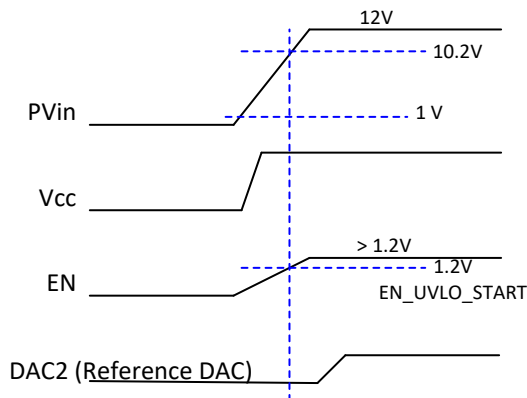 12V
10.2V
PVin
1 V
Vcc
> 1.2V
1.2V
EN
EN_UVLO_START
DAC2 (Reference DAC)